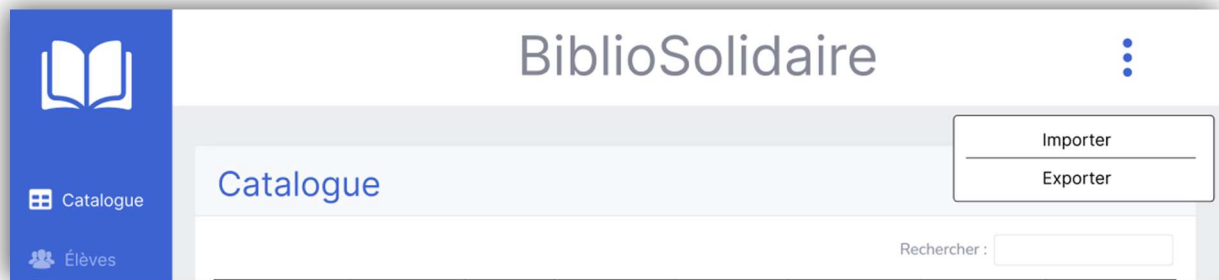 BiblioSolidaire
Importer
Exporter
Catalogue
Catalogue
Rechercher :
Élèves